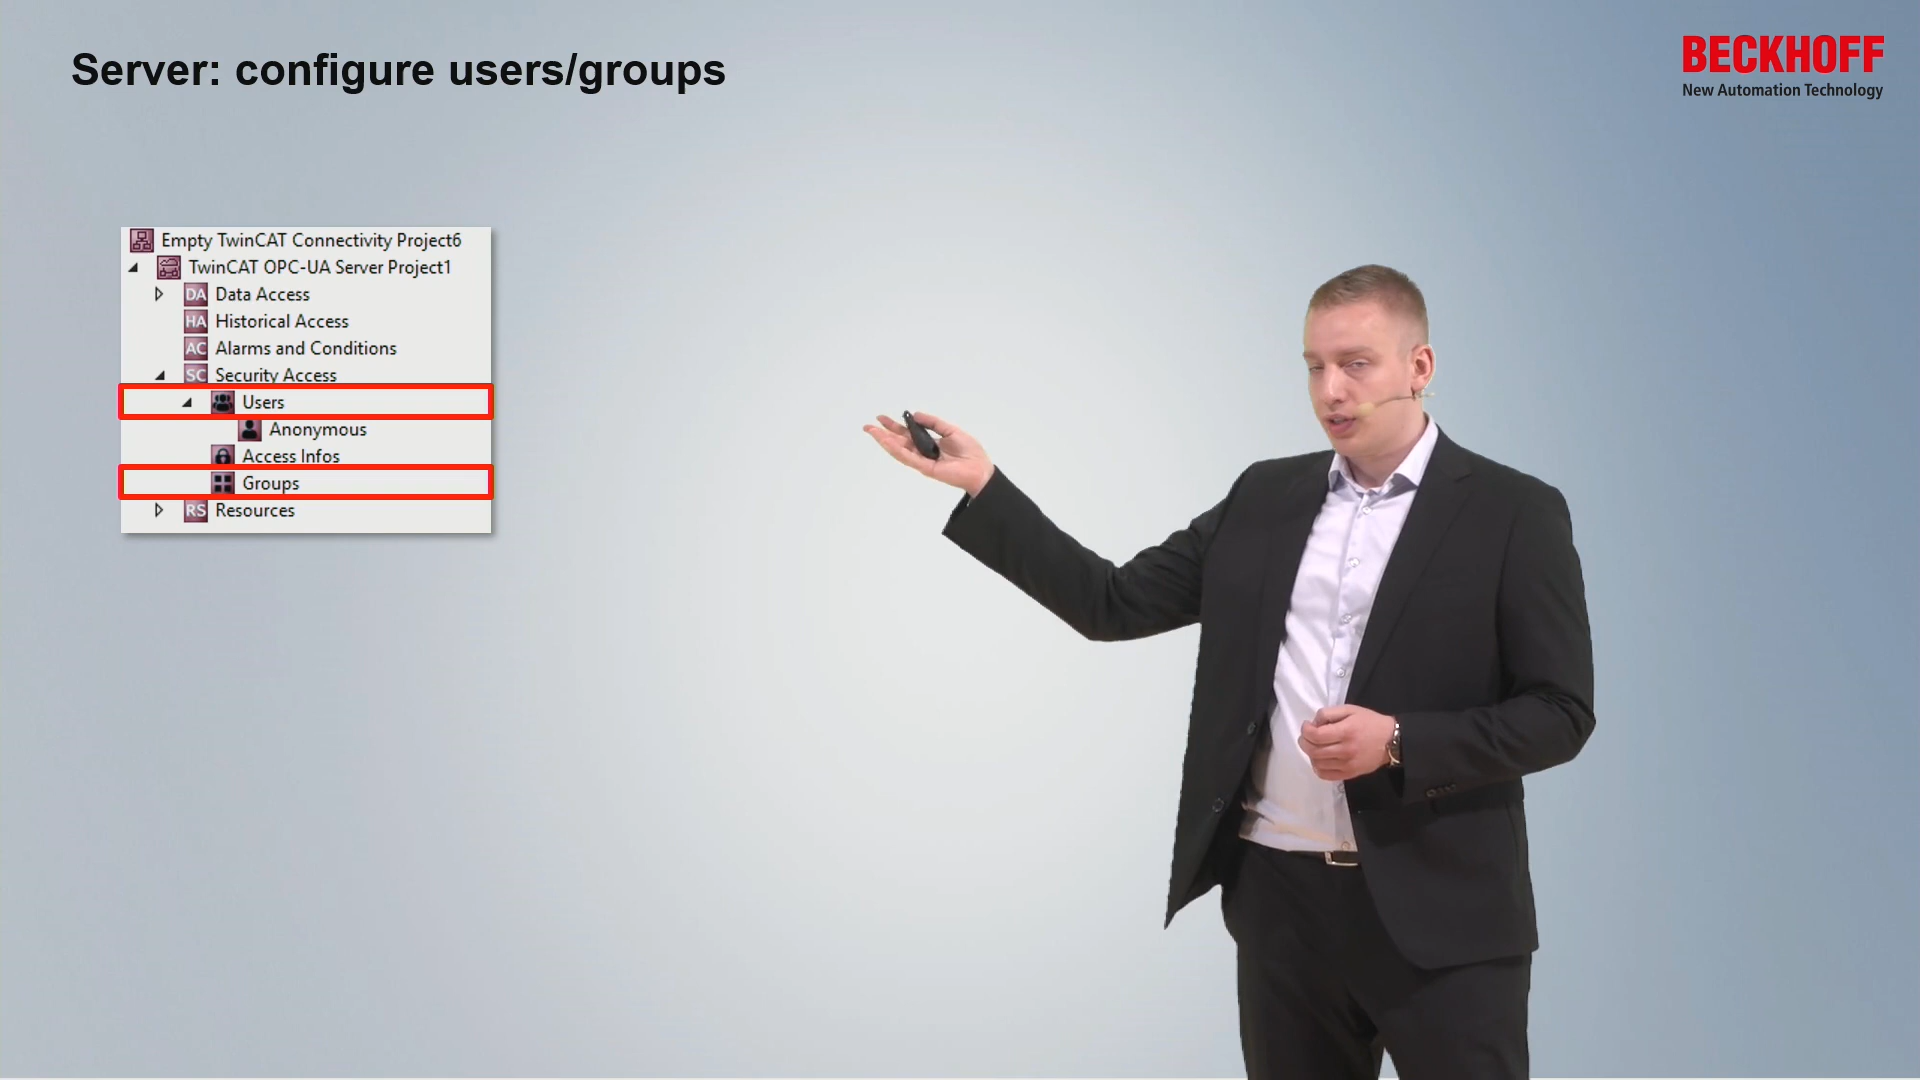 Server: configure users/groups
BECKHOFF
New Automation Technology
Empty TwinCAT Connectivity Project6
TwinCAT OPC-UA Server Project1
DA Data Access
HA Historical Access
AC Alarms and Conditions
SC Security Access
Users
Anonymous
Access Infos
Groups
RS Resources